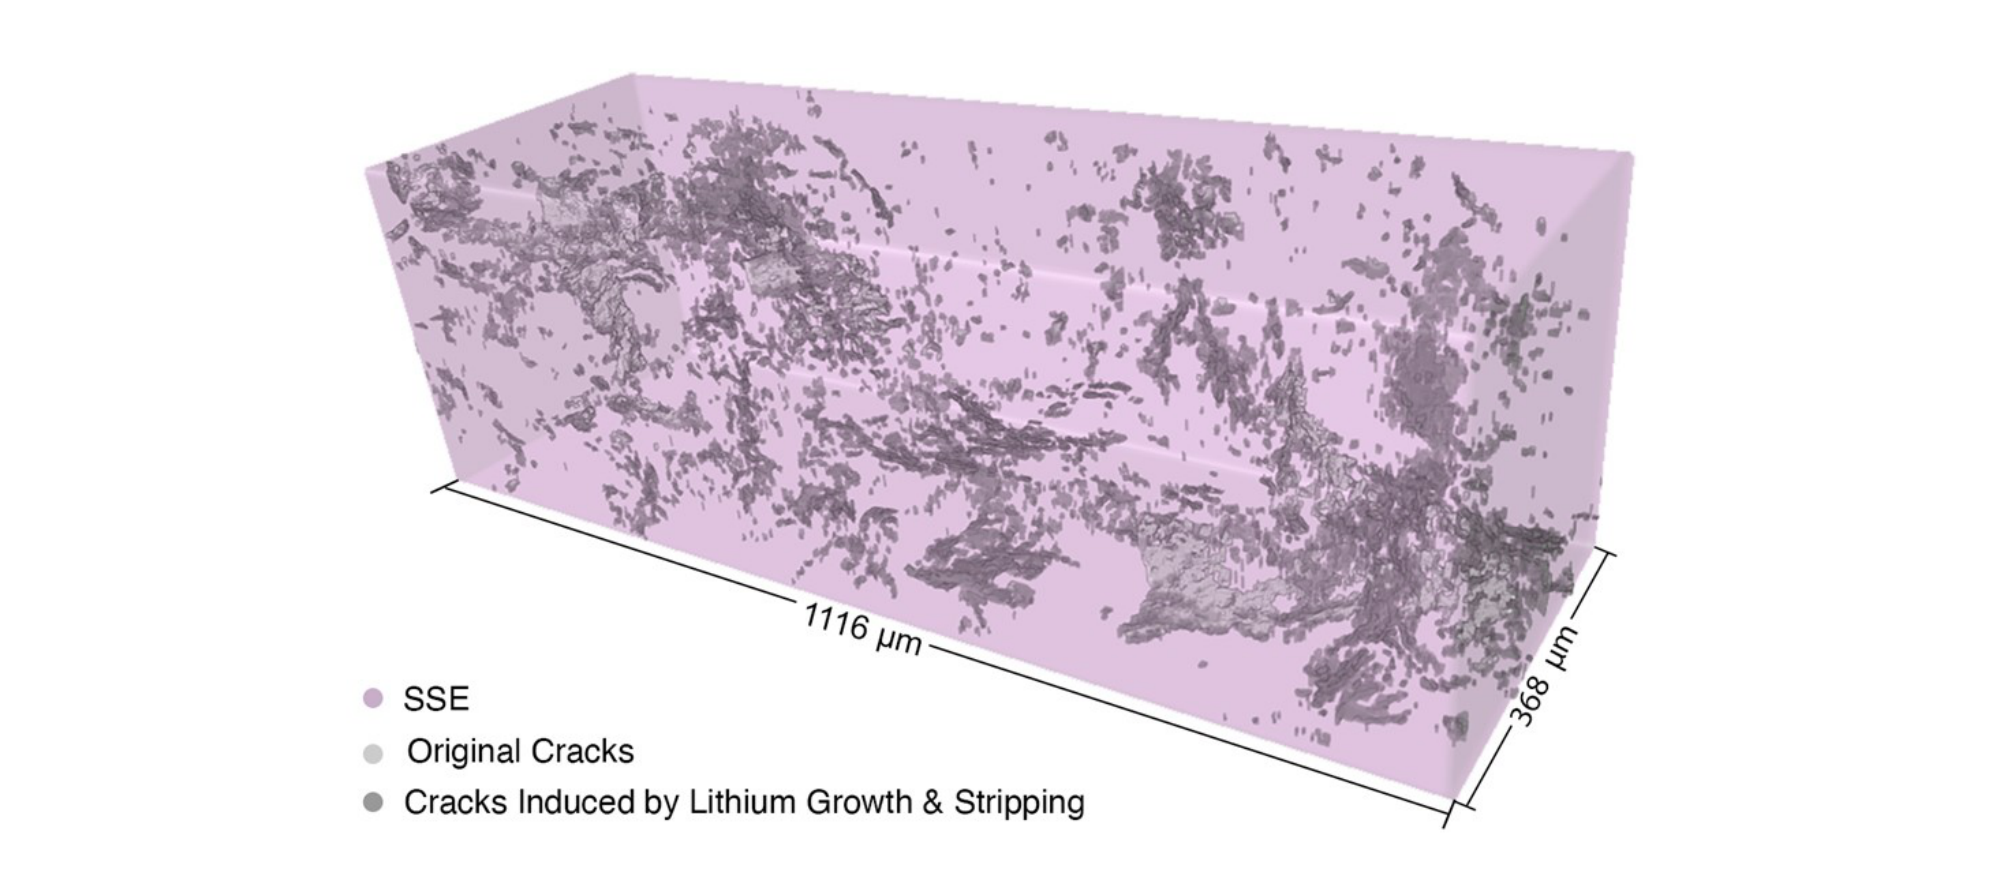 1116 µm
368 µm
SSE
Original Cracks
Cracks Induced by Lithium Growth & Stripping